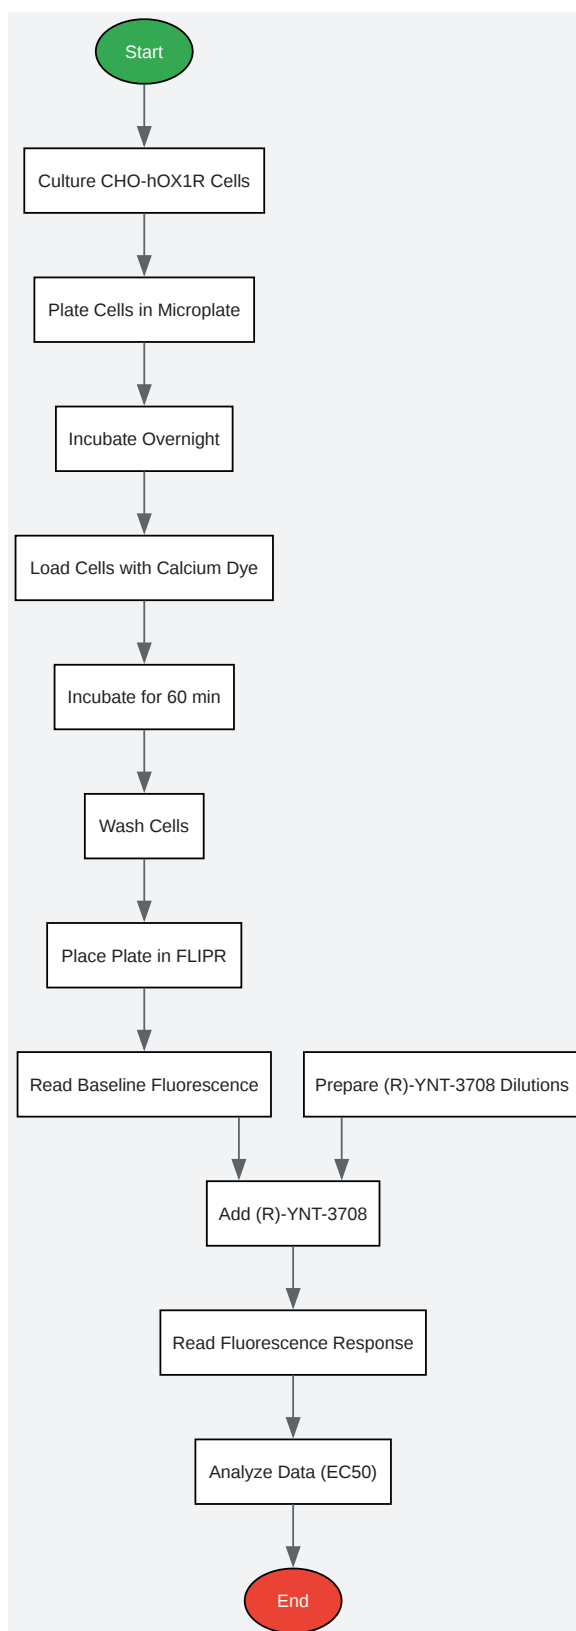 Start
Culture CHO-hOX1R Cells
Plate Cells in Microplate
Incubate Overnight
Load Cells with Calcium Dye
Incubate for 60 min
Wash Cells
Place Plate in FLIPR
Read Baseline Fluorescence
Prepare (R)-YNT-3708 Dilutions
Add (R)-YNT-3708
Read Fluorescence Response
Analyze Data (EC50)
End